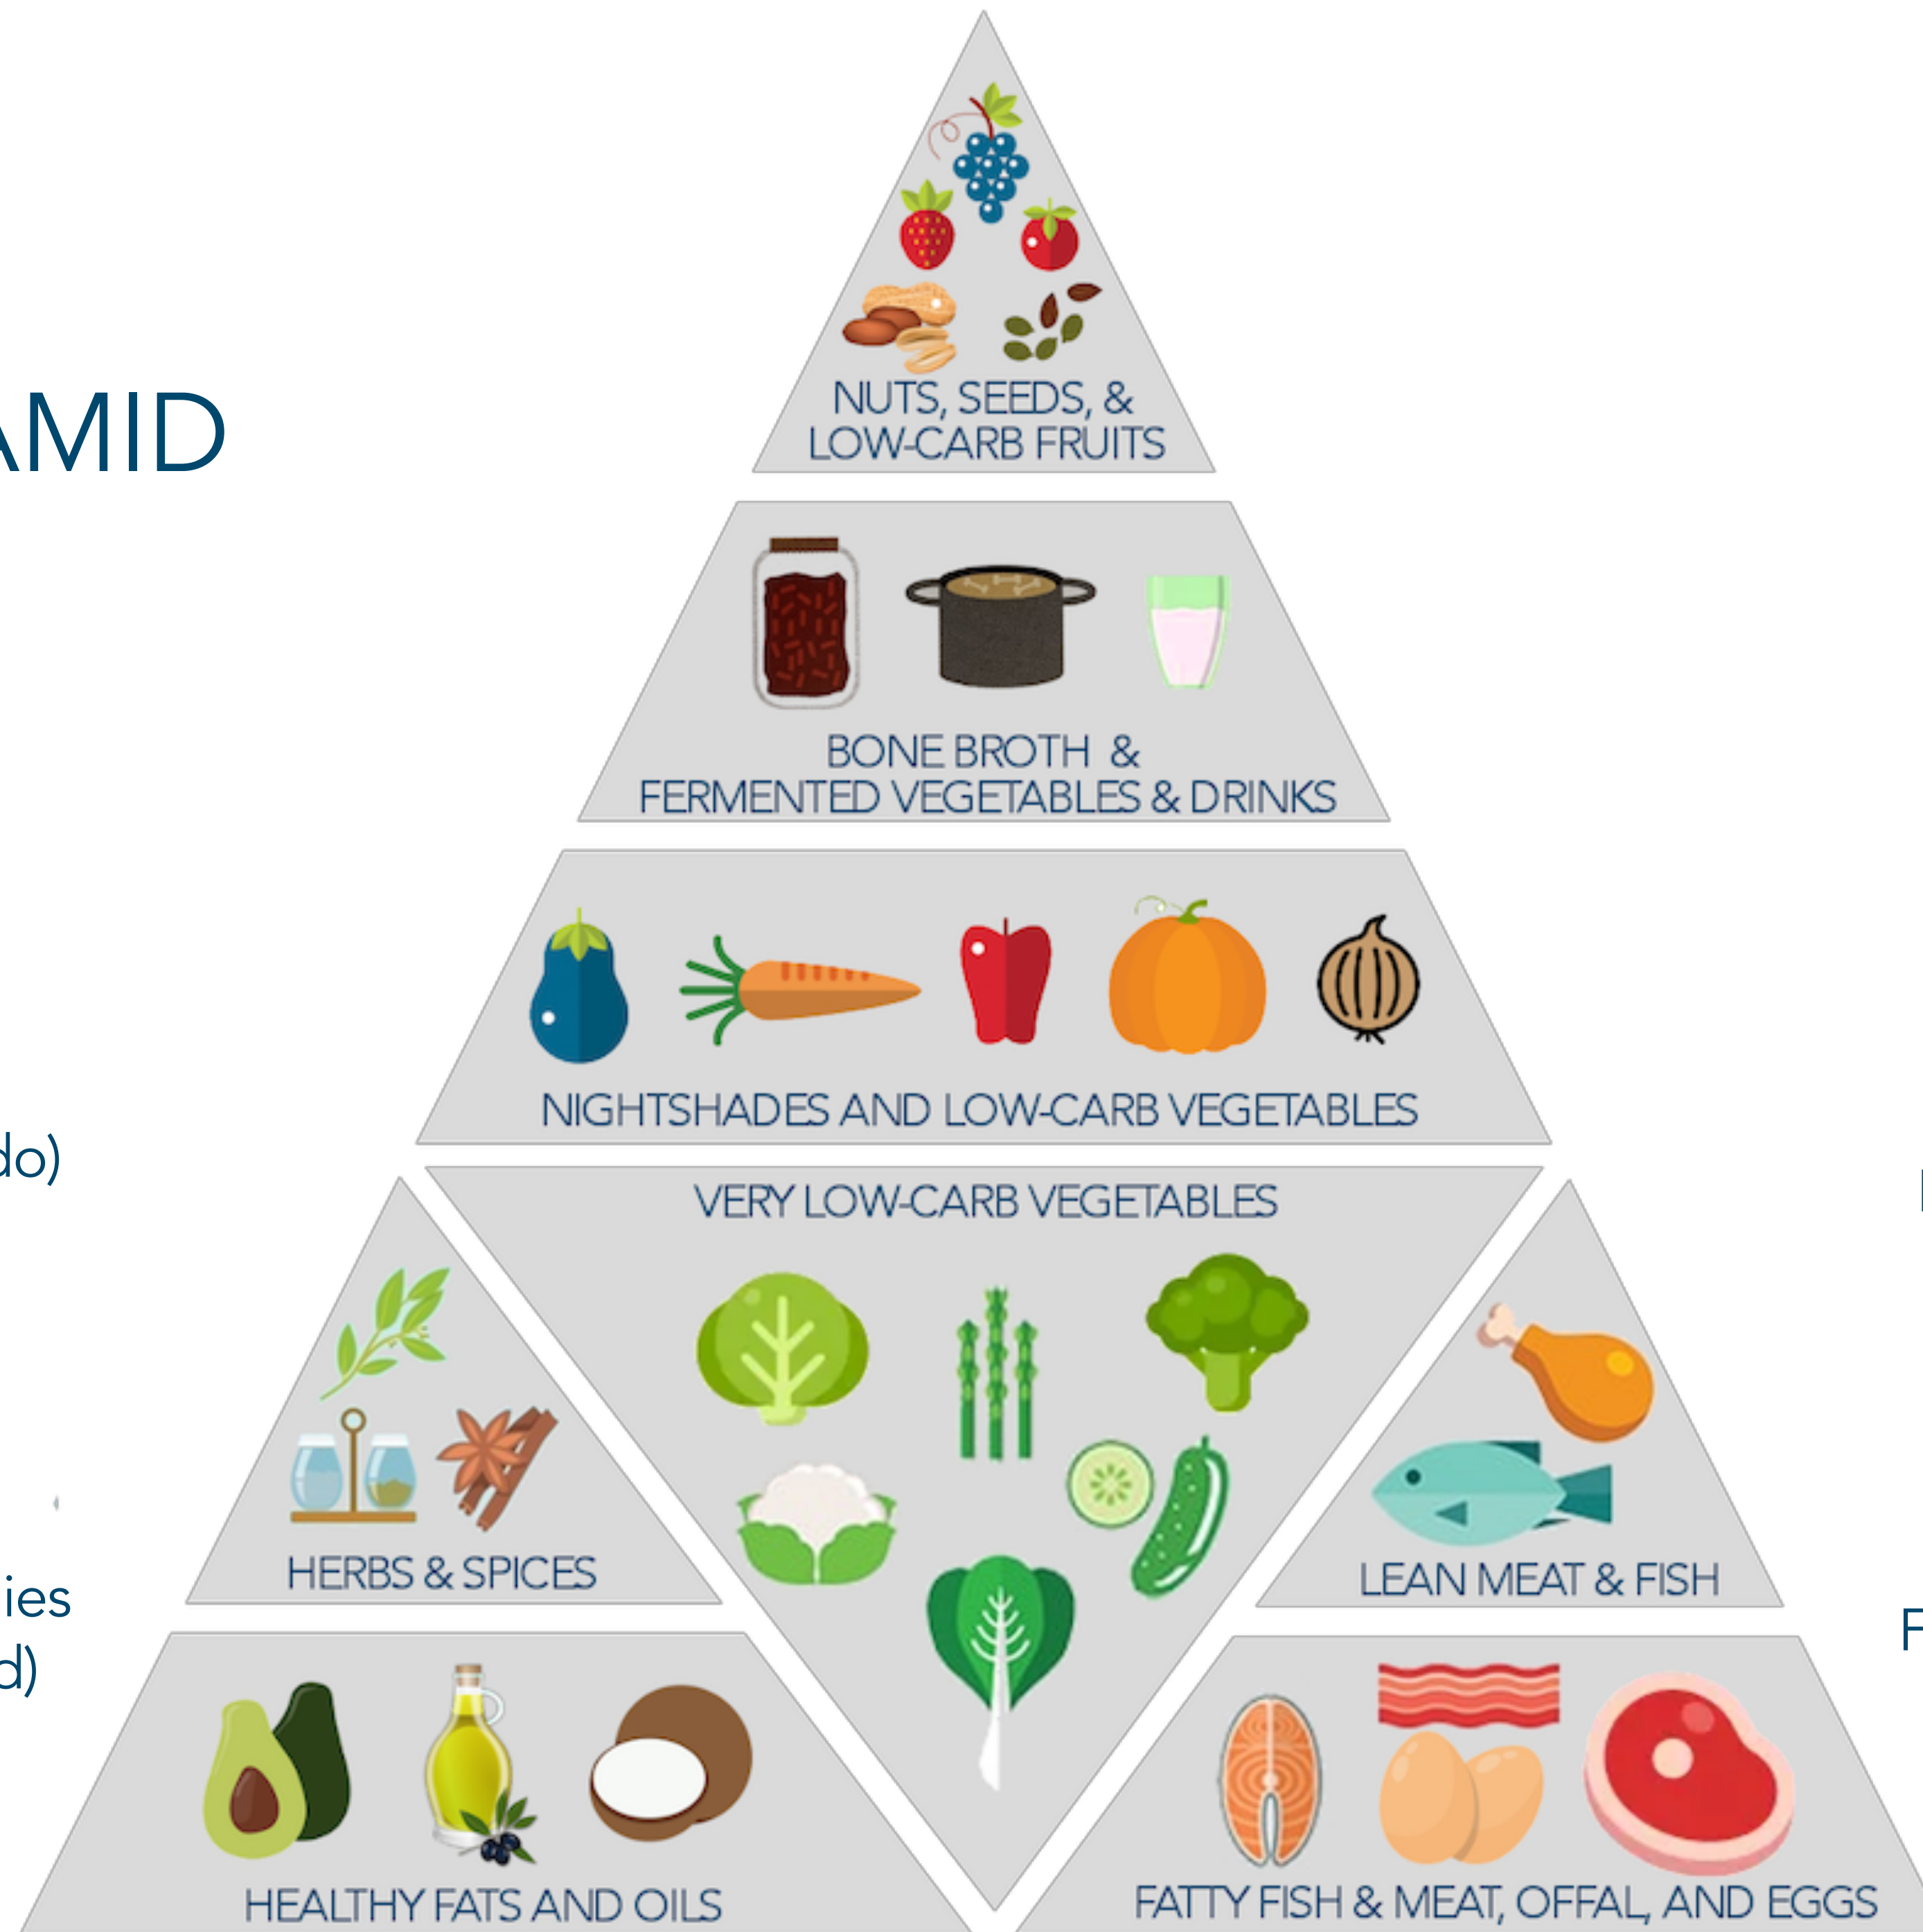 AMID
NUTS, SEEDS, &
LOW-CARB FRUITS
BONE BROTH &
FERMENTED VEGETABLES & DRINKS
NIGHTSHADES AND LOW-CARB VEGETABLES
do)
VERY LOW-CARB VEGETABLES
HERBS & SPICES
LEAN MEAT & FISH
ies
d)
HEALTHY FATS AND OILS
FATTY FISH & MEAT, OFFAL, AND EGGS